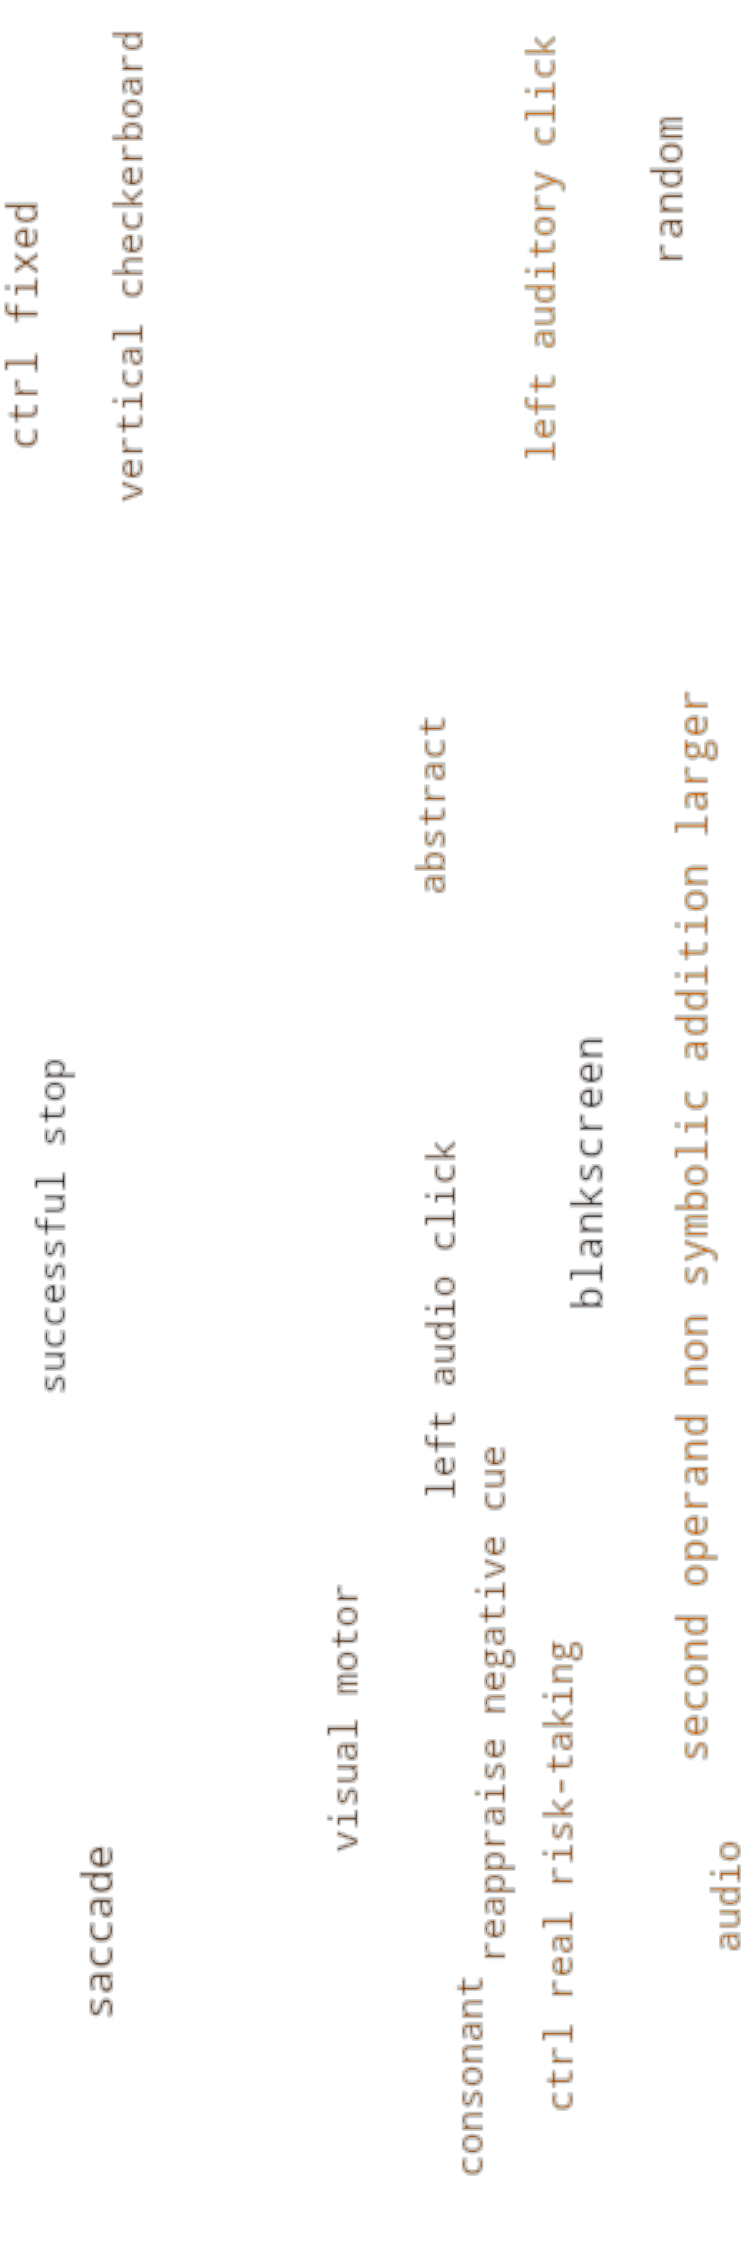 ctrl fixed
successful stop
saccade
vertical checkerboard
visual motor
abstract
left audio click
consonant
reappraise negative cue
left auditory click
ctrl real risk-taking
blankscreen
random
second operand non symbolic addition larger
audio